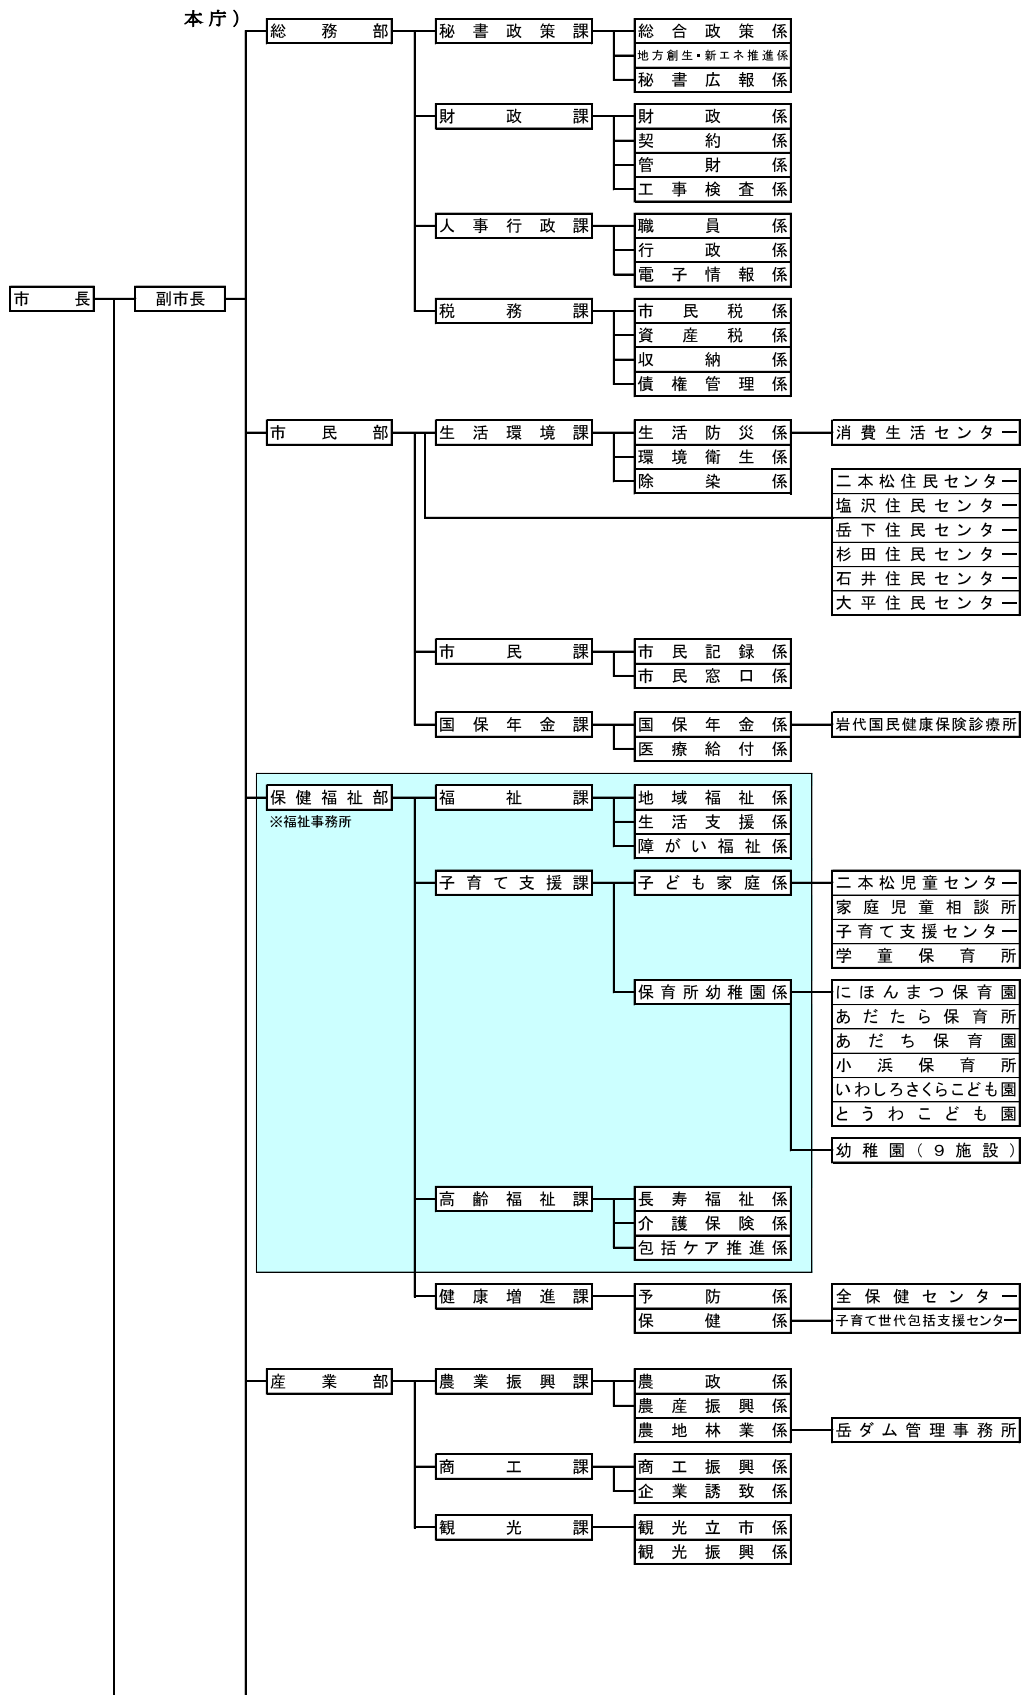 本庁）
市長
副市長
総務部
秘書政策課
総合政策係
地方創生・新エネ推進係
秘書広報係
財政課
財政係
契約係
管財係
工事検査係
人事行政課
職員係
行政係
電子情報係
税務課
市民税係
資産税係
収納係
債権管理係
市民部
生活環境課
生活防災係
消費生活センター
環境衛生係
除染係
二本松住民センター
塩沢住民センター
岳下住民センター
杉田住民センター
石井住民センター
大平住民センター
市民課
市民記録係
市民窓口係
国保年金課
国保年金係
岩代国民健康保険診療所
医療給付係
保健福祉部
※福祉事務所
福祉課
地域福祉係
生活支援係
障がい福祉係
子育て支援課
子ども家庭係
二本松児童センター
家庭児童相談所
子育て支援センター
学童保育所
保育所幼稚園係
にほんまつ保育園
あだたら保育所
あだち保育園
小浜保育所
いわしろさくらこども園
とうわこども園
幼稚園（９施設）
高齢福祉課
長寿福祉係
介護保険係
包括ケア推進係
健康増進課
予防係
全保健センター
保健係
子育て世代包括支援センター
産業部
農業振興課
農政係
農産振興係
農地林業係
岳ダム管理事務所
商工課
商工振興係
企業誘致係
観光課
観光立市係
観光振興係